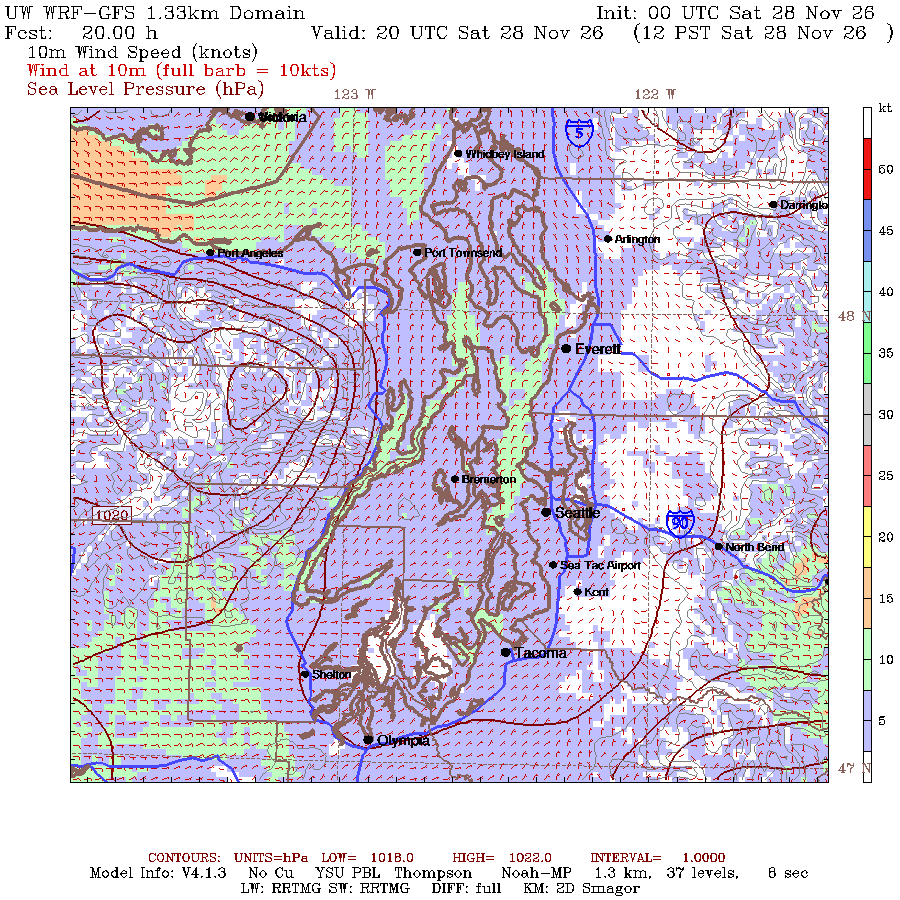 UW WRF-GFS 1.33km Domain Init: 00 UTC Sat 28 Nov 26
Fcst: 20.00 h Valid: 20 UTC Sat 28 Nov 26 (12 PST Sat 28 Nov 26 )
10m Wind Speed (knots)
Wind at 10m (full barb = 10kts)
Sea Level Pressure (hPa)
123 W 122 W
kt
Victoria
5
Whidbey Island
60
Darringto
45
Arlington
Port Angeles
Port Townsend
40
48 N
Everett
35
30
25
Bremerton
1020
Seattle
90
20
North Bend
Sea Tac Airport
Kent
15
Tacoma
10
Shelton
5
Olympia
47 N
CONTOURS: UNITS=hPa LOW= 1018.0 HIGH= 1022.0 INTERVAL= 1.0000
Model Info: V4.1.3 No Cu YSU PBL Thompson Noah-MP 1.3 km, 37 levels, 8 sec
LW: RRTMG SW: RRTMG DIFF: full KM: 2D Smagor